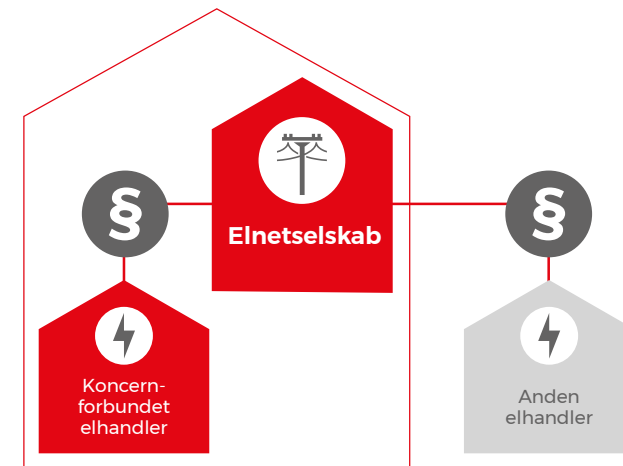 §
§
Elnetselskab
Koncern-
forbundet
elhandler
Anden
elhandler